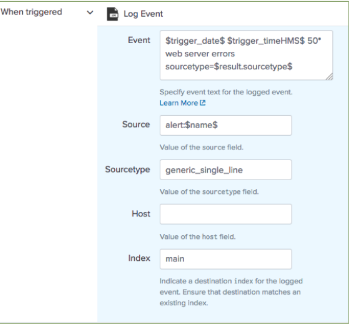 When triggered
Log Event
Event
$trigger_date$ $trigger_timeHMS$ 50*
web server errors
sourcetype=$result.sourcetype$
Specify event text for the logged event.
Learn More
Source
alert:$name$
Value of the source field.
Sourcetype
generic_single_line
Value of the sourcetype field.
Host
Value of the host field.
Index
main
Indicate a destination index for the logged
event. Ensure that destination matches an
existing index.